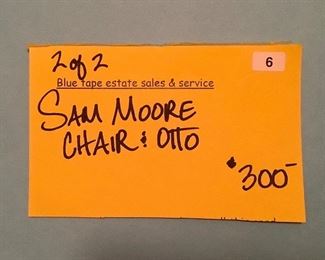 2 of 2
6
Blue tape estate sales & service
SAM MOORE
CHAIR & OTTO
$300-